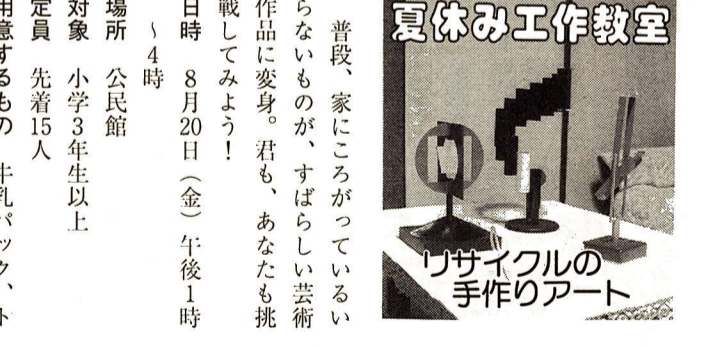 夏休み工作教室
リサイクルの
手作りアート
普段、家にころがっているい
らないものが、すばらしい芸術
作品に変身。君も、あなたも挑
戦してみよう!
日時 8月20日(金)午後1時
~4時
場所 公民館
対象 小学3年生以上
定員 先着15人
用意するもの 牛乳パック、ト